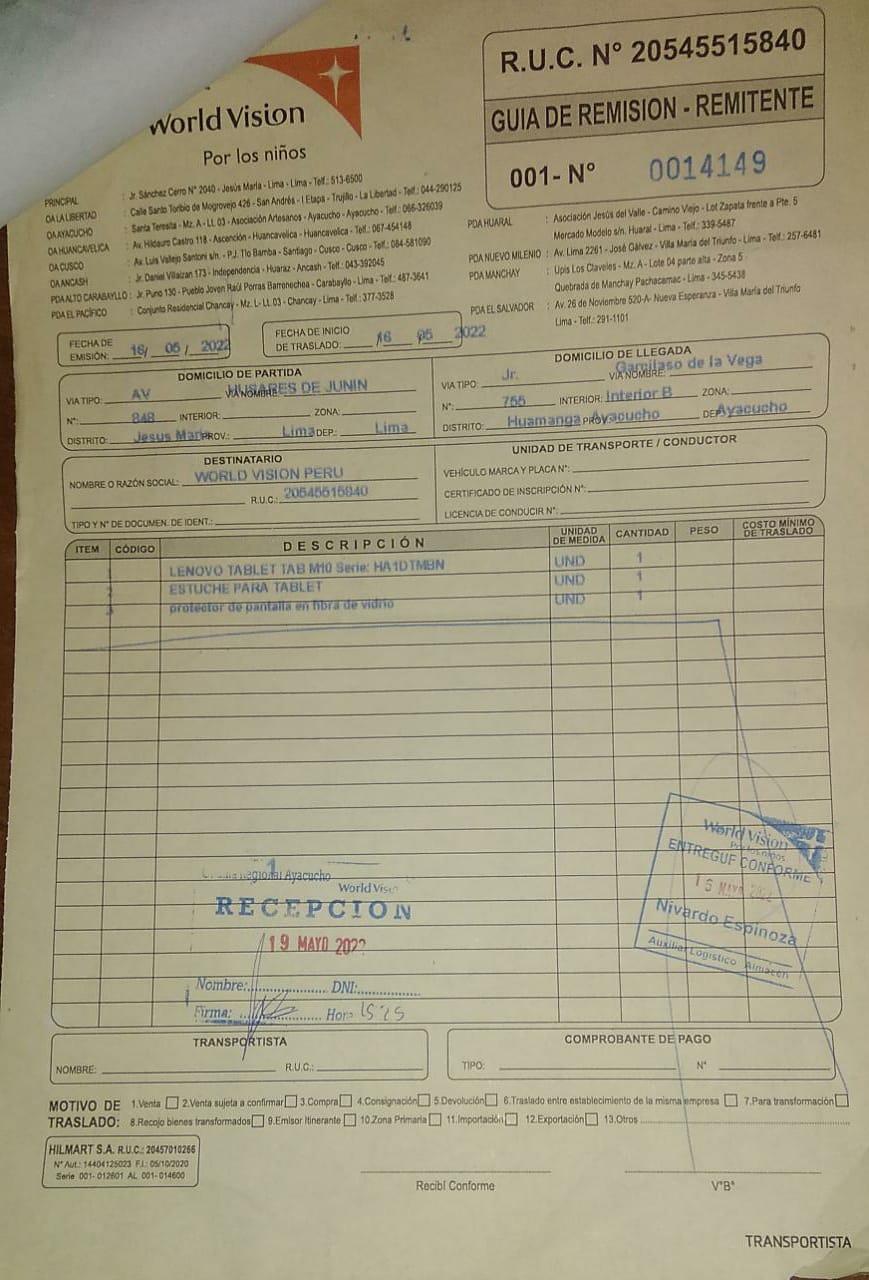 World Vision
Por los niños
R.U.C. N° 20545515840
GUIA DE REMISION - REMITENTE
001- N° 0014149
PRINCIPAL : Jr. Sánchez Cerro N° 2040 - Jesús María - Lima - Lima - Telf.: 513-6500
OA LA LIBERTAD : Calle Santo Toribio de Mogrovejo 426 - San Andrés - I Etapa - Trujillo - La Libertad - Telf.: 044-290125
OA AYACUCHO : Santa Teresita - Mz. A - Ll. 03 - Asociación Artesanos - Ayacucho - Ayacucho - Telf.: 066-326039
OA HUANCAVELICA : Av. Hildauro Castro 118 - Ascención - Huancavelica - Huancavelica - Telf.: 067-454148
OA CUSCO : Av. Luis Vallejo Santoni s/n. - P.J. Tío Bamba - Santiago - Cusco - Cusco - Telf.: 084-581090
OA ANCASH : Jr. Daniel Villaizan 173 - Independencia - Huaraz - Ancash - Telf.: 043-392045
PDA ALTO CARABAYLLO : Jr. Puno 130 - Pueblo Joven Raúl Porras Barronechea - Carabayllo - Lima - Telf.: 487-3641
PDA EL PACÍFICO : Conjunto Residencial Chancay - Mz. L- LL.03 - Chancay - Lima - Telf.: 377-3528
PDA HUARAL : Asociación Jesús del Valle - Camino Viejo - Lot Zapata frente a Pte. 5
Mercado Modelo s/n. Huaral - Lima - Telf.: 339-5487
PDA NUEVO MILENIO : Av. Lima 2261 - José Gálvez - Villa María del Triunfo - Lima - Telf.: 257-6481
PDA MANCHAY : Upis Los Claveles - Mz. A - Lote 04 parte alta - Zona 5
Quebrada de Manchay Pachacamac - Lima - 345-5438
PDA EL SALVADOR : Av. 26 de Noviembre 520-A- Nueva Esperanza - Villa María del Triunfo
Lima - Telf.: 291-1101
FECHA DE EMISIÓN: 16/ 05 / 2022
FECHA DE INICIO DE TRASLADO: 16 05 2022
DOMICILIO DE PARTIDA
VIA TIPO: AV VIA NOMBRE: HUSARES DE JUNIN
N°: 848 INTERIOR: ZONA:
DISTRITO: Jesus Maria PROV.: Lima DEP.: Lima
DOMICILIO DE LLEGADA
VIA TIPO: Jr. VIA NOMBRE: Garcilaso de la Vega
N°: 755 INTERIOR: Interior B ZONA:
DISTRITO: Huamanga PROV.: Ayacucho DEP.: Ayacucho
DESTINATARIO
NOMBRE O RAZÓN SOCIAL: WORLD VISION PERU
R.U.C.: 20545515840
TIPO Y N° DE DOCUMEN. DE IDENT.:
UNIDAD DE TRANSPORTE / CONDUCTOR
VEHÍCULO MARCA Y PLACA N°:
CERTIFICADO DE INSCRIPCIÓN N°:
LICENCIA DE CONDUCIR N°:
ITEM CÓDIGO DESCRIPCIÓN UNIDAD DE MEDIDA CANTIDAD PESO COSTO MÍNIMO DE TRASLADO
1 LENOVO TABLET TAB M10 Serie: HA1DTMBN UND 1
2 ESTUCHE PARA TABLET UND 1
3 protector de pantalla en fibra de vidrio UND 1
World Vision
Por los niños
ENTREGUE CONFORME
16 MAYO 2022
Nivardo Espinoza
Auxiliar Logistico Almacen
Regional Ayacucho
World Vision
RECEPCION
19 MAYO 2022
Nombre: DNI:
Firma: Hora 15:25
TRANSPORTISTA
NOMBRE: R.U.C.:
COMPROBANTE DE PAGO
TIPO: N°
MOTIVO DE TRASLADO: 1.Venta 2.Venta sujeta a confirmar 3.Compra 4.Consignación 5.Devolución 6.Traslado entre establecimiento de la misma empresa 7.Para transformación
8.Recojo bienes transformados 9.Emisor Itinerante 10.Zona Primaria 11.Importación 12.Exportación 13.Otros
HILMART S.A. R.U.C.: 20457010266
N° Aut.: 14404125023 F.I.: 05/10/2020
Serie 001- 012601 AL 001- 014600
Recibí Conforme
V°B°
TRANSPORTISTA